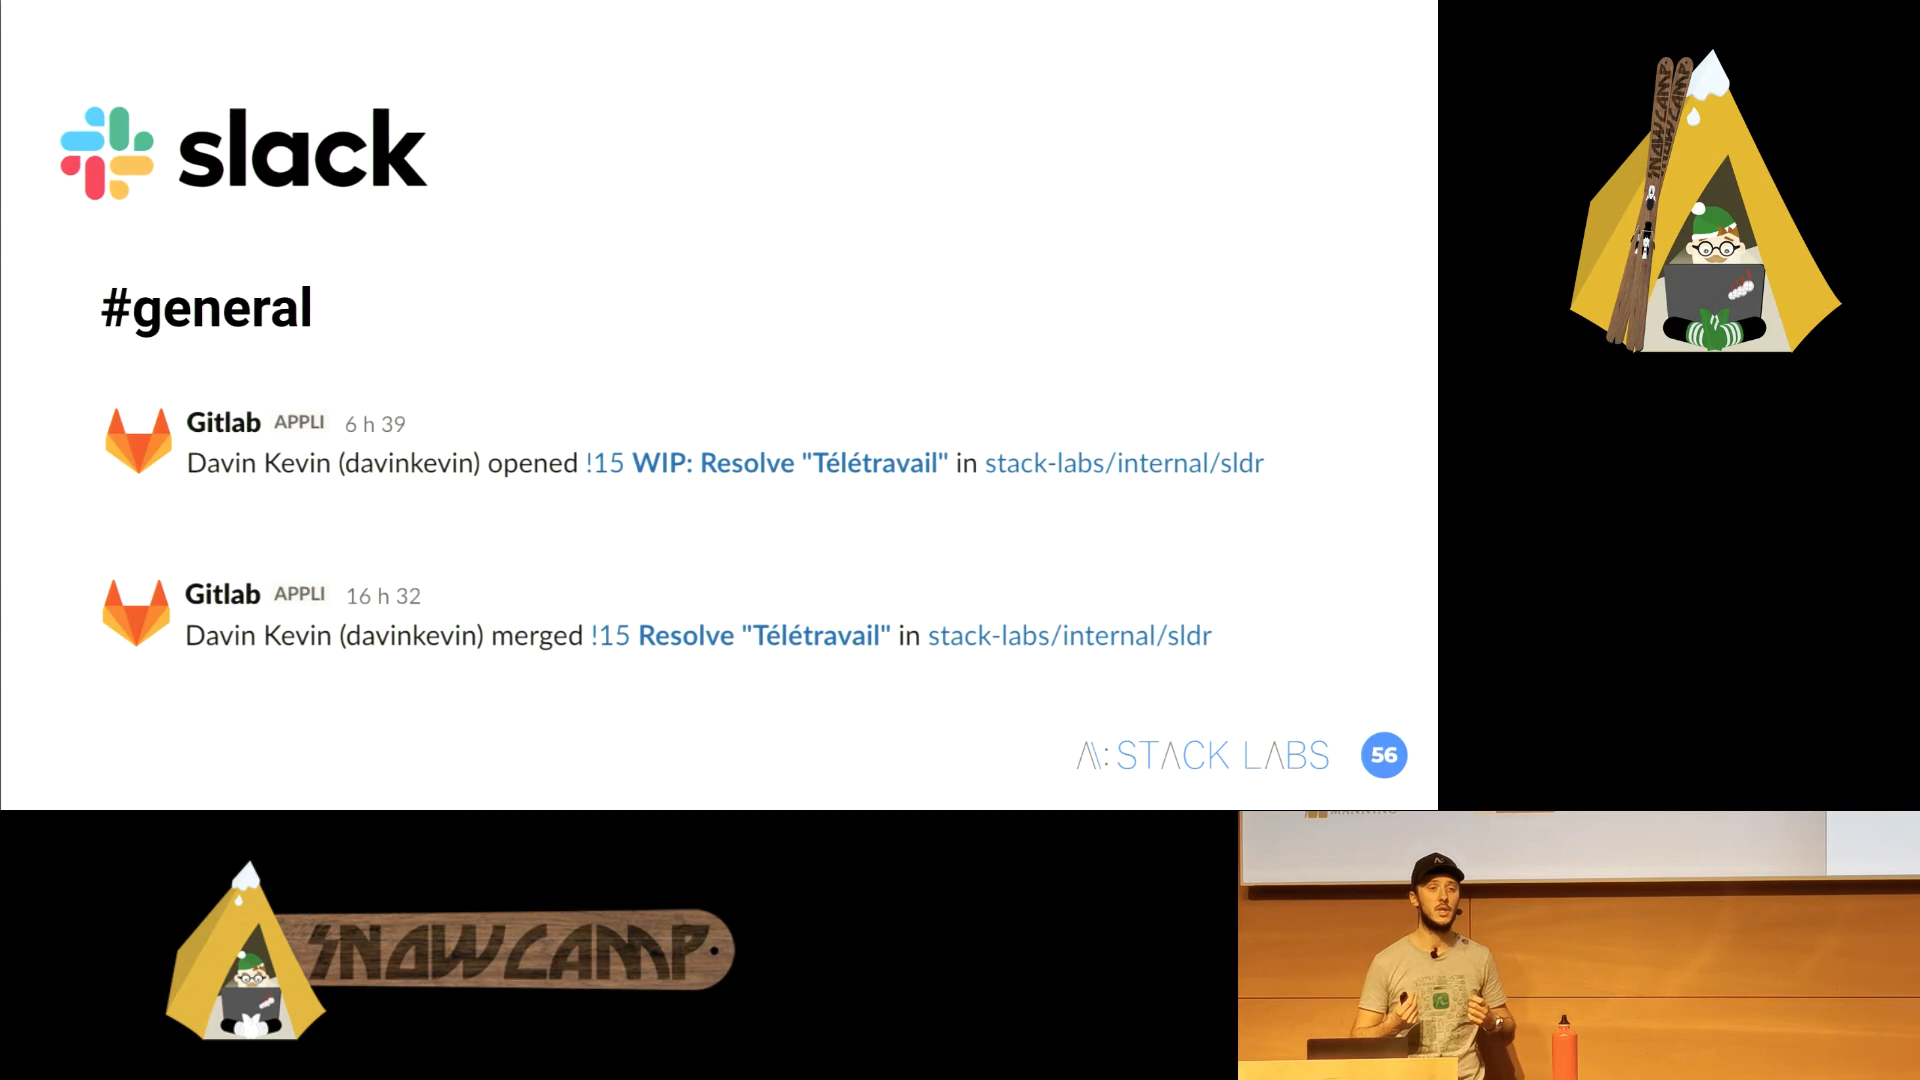 slack
#general
Gitlab APPLI 6 h 39
Davin Kevin (davinkevin) opened !15 WIP: Resolve "Télétravail" in stack-labs/internal/sldr
Gitlab APPLI 16 h 32
Davin Kevin (davinkevin) merged !15 Resolve "Télétravail" in stack-labs/internal/sldr
STACK LABS 56
SNOWCAMP
SNOWCAMP
SNOWCAMP